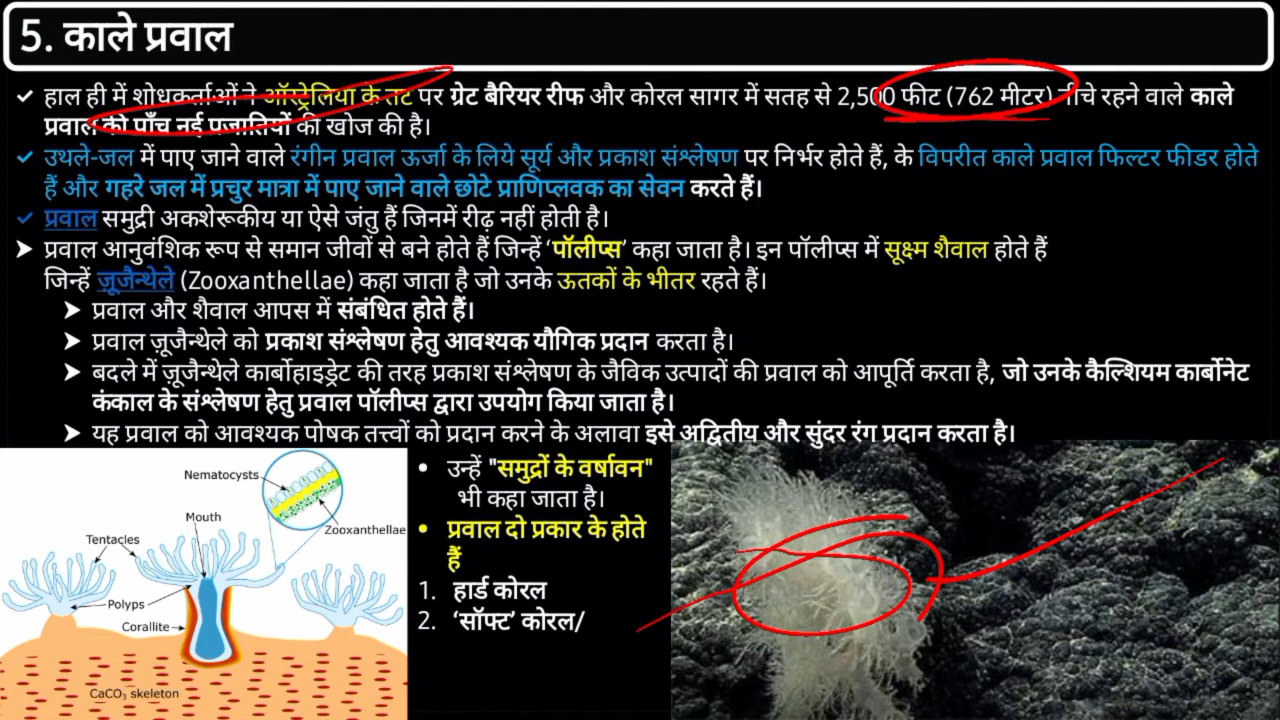 5. काले प्रवाल
✓ हाल ही में शोधकर्ताओं ने ऑस्ट्रेलिया के तट पर ग्रेट बैरियर रीफ और कोरल सागर में सतह से 2,500 फीट (762 मीटर) नीचे रहने वाले काले
प्रवाल की पाँच नई प्रजातियों की खोज की है।
✓ उथले-जल में पाए जाने वाले रंगीन प्रवाल ऊर्जा के लिये सूर्य और प्रकाश संश्लेषण पर निर्भर होते हैं, के विपरीत काले प्रवाल फिल्टर फीडर होते
हैं और गहरे जल में प्रचुर मात्रा में पाए जाने वाले छोटे प्राणिप्लवक का सेवन करते हैं।
✓ प्रवाल समुद्री अकशेरूकीय या ऐसे जंतु हैं जिनमें रीढ़ नहीं होती है।
➤ प्रवाल आनुवंशिक रूप से समान जीवों से बने होते हैं जिन्हें ‘पॉलीप्स’ कहा जाता है। इन पॉलीप्स में सूक्ष्म शैवाल होते हैं
जिन्हें ज़ूजैन्थेले (Zooxanthellae) कहा जाता है जो उनके ऊतकों के भीतर रहते हैं।
➤ प्रवाल और शैवाल आपस में संबंधित होते हैं।
➤ प्रवाल ज़ूजैन्थेले को प्रकाश संश्लेषण हेतु आवश्यक यौगिक प्रदान करता है।
➤ बदले में ज़ूजैन्थेले कार्बोहाइड्रेट की तरह प्रकाश संश्लेषण के जैविक उत्पादों की प्रवाल को आपूर्ति करता है, जो उनके कैल्शियम कार्बोनेट
कंकाल के संश्लेषण हेतु प्रवाल पॉलीप्स द्वारा उपयोग किया जाता है।
➤ यह प्रवाल को आवश्यक पोषक तत्त्वों को प्रदान करने के अलावा इसे अद्वितीय और सुंदर रंग प्रदान करता है।
Nematocysts
Mouth
Zooxanthellae
Tentacles
Polyps
Corallite
CaCO₃ skeleton
• उन्हें "समुद्रों के वर्षावन"
भी कहा जाता है।
• प्रवाल दो प्रकार के होते
हैं
1. हार्ड कोरल
2. ‘सॉफ्ट’ कोरल/